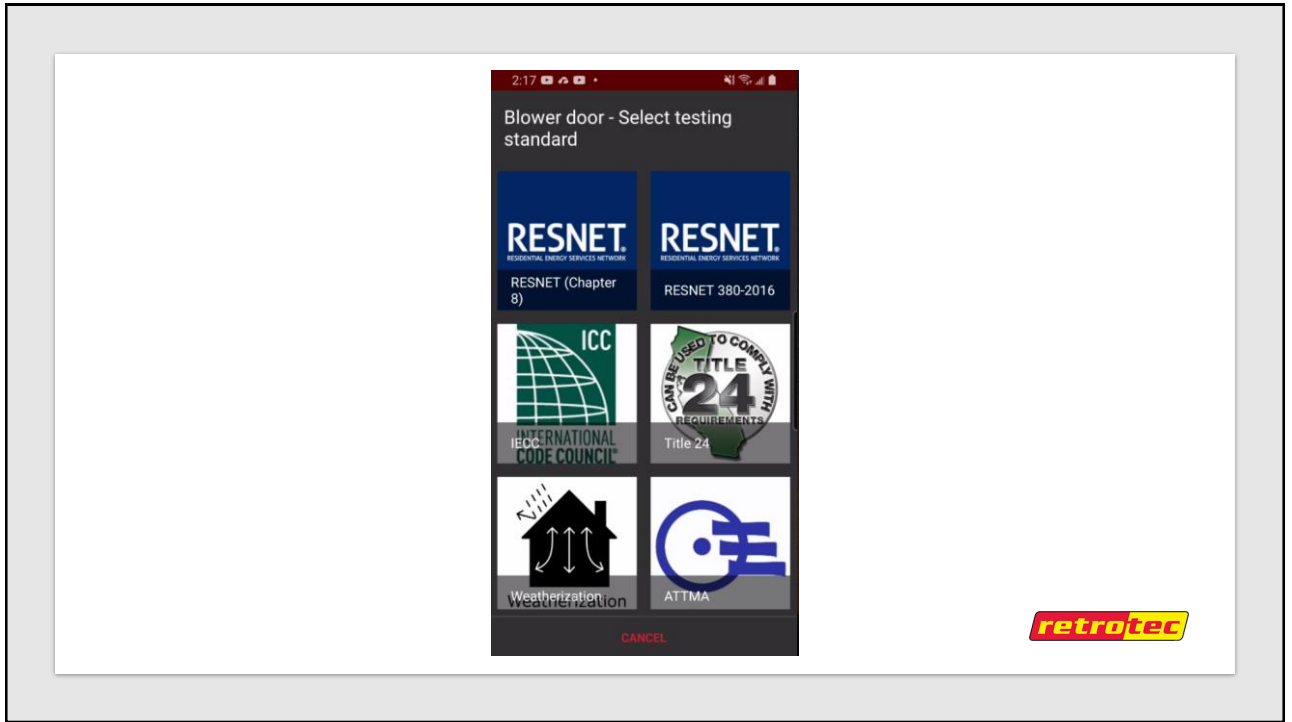 2:17
Blower door - Select testing
standard
RESNET.
RESIDENTIAL ENERGY SERVICES NETWORK
RESNET (Chapter
8)
RESNET.
RESIDENTIAL ENERGY SERVICES NETWORK
RESNET 380-2016
ICC
INTERNATIONAL
CODE COUNCIL®
IECC
CAN BE USED TO COMPLY WITH
TITLE
24
REQUIREMENTS
Title 24
Weatherization
Weatherization
ATTMA
CANCEL
retrotec